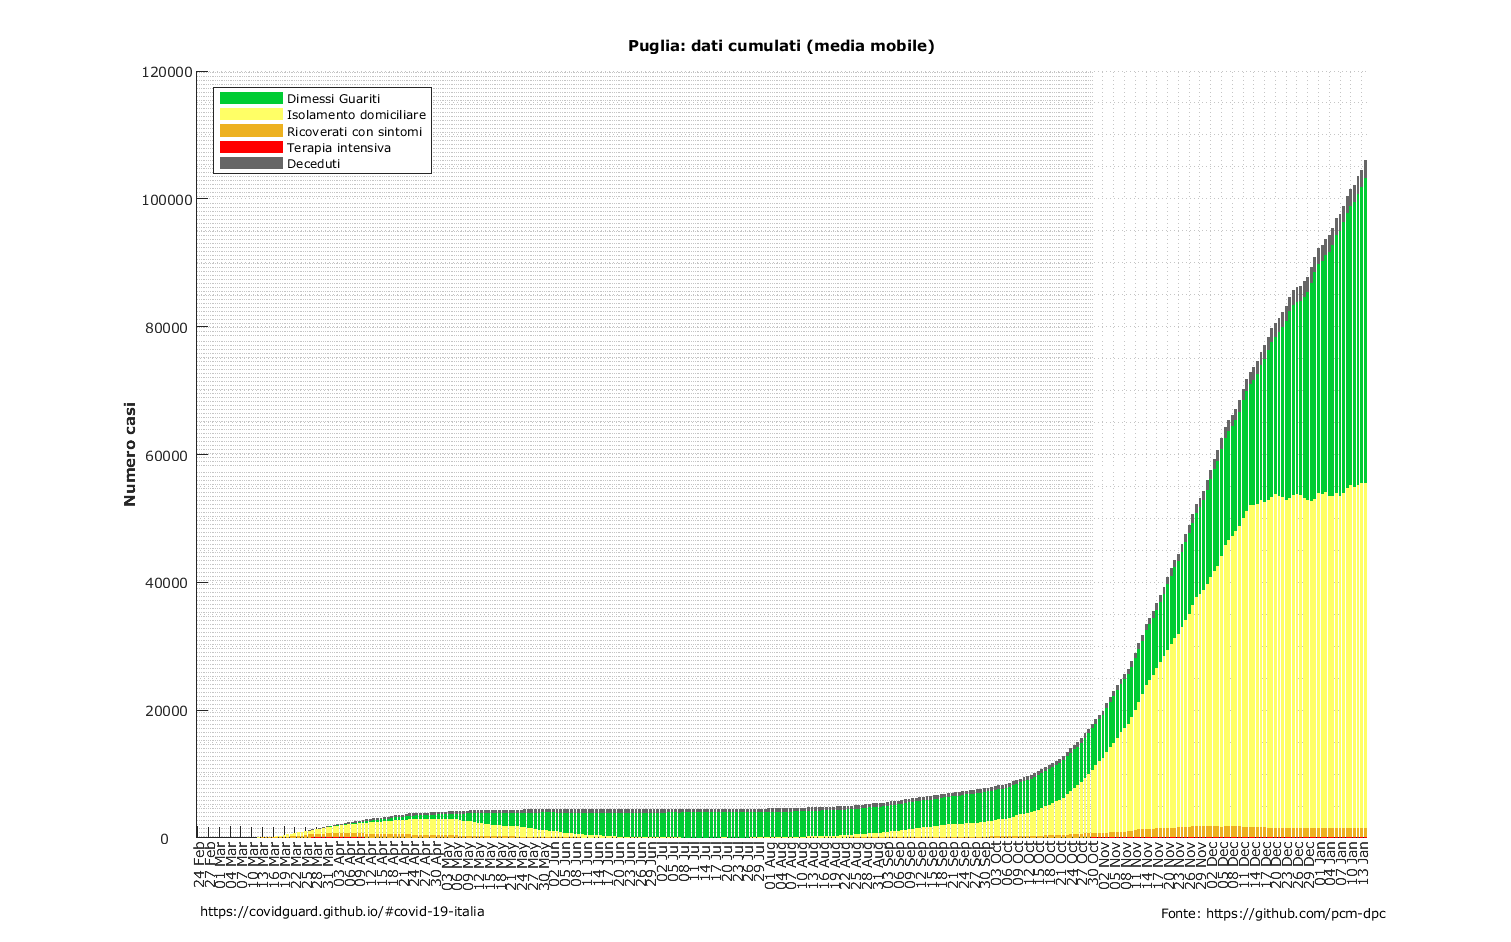 Puglia: dati cumulati (media mobile)
120000
100000
80000
60000
40000
20000
0
Numero casi
Dimessi Guariti
Isolamento domiciliare
Ricoverati con sintomi
Terapia intensiva
Deceduti
24 Feb
27 Feb
01 Mar
04 Mar
07 Mar
10 Mar
13 Mar
16 Mar
19 Mar
22 Mar
25 Mar
28 Mar
31 Mar
03 Apr
06 Apr
09 Apr
12 Apr
15 Apr
18 Apr
21 Apr
24 Apr
27 Apr
30 Apr
03 May
06 May
09 May
12 May
15 May
18 May
21 May
24 May
27 May
30 May
02 Jun
05 Jun
08 Jun
11 Jun
14 Jun
17 Jun
20 Jun
23 Jun
26 Jun
29 Jun
02 Jul
05 Jul
08 Jul
11 Jul
14 Jul
17 Jul
20 Jul
23 Jul
26 Jul
29 Jul
01 Aug
04 Aug
07 Aug
10 Aug
13 Aug
16 Aug
19 Aug
22 Aug
25 Aug
28 Aug
31 Aug
03 Sep
06 Sep
09 Sep
12 Sep
15 Sep
18 Sep
21 Sep
24 Sep
27 Sep
30 Sep
03 Oct
06 Oct
09 Oct
12 Oct
15 Oct
18 Oct
21 Oct
24 Oct
27 Oct
30 Oct
02 Nov
05 Nov
08 Nov
11 Nov
14 Nov
17 Nov
20 Nov
23 Nov
26 Nov
29 Nov
02 Dec
05 Dec
08 Dec
11 Dec
14 Dec
17 Dec
20 Dec
23 Dec
26 Dec
29 Dec
01 Jan
04 Jan
07 Jan
10 Jan
13 Jan
https://covidguard.github.io/#covid-19-italia
Fonte: https://github.com/pcm-dpc